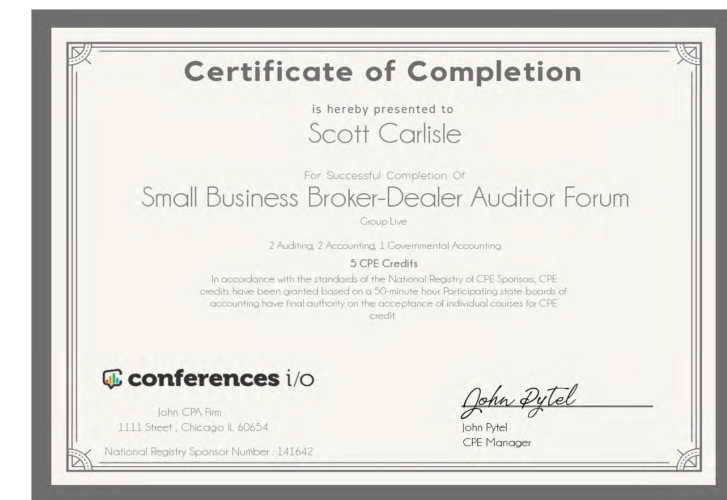 Certificate of Completion
is hereby presented to
Scott Carlisle
For Successful Completion Of
Small Business Broker-Dealer Auditor Forum
Group Live
2 Auditing, 2 Accounting, 1 Governmental Accounting
5 CPE Credits
In accordance with the standards of the National Registry of CPE Sponsors, CPE
credits have been granted based on a 50-minute hour. Participating state boards of
accounting have final authority on the acceptance of individual courses for CPE
credit.
conferences i/o
John CPA Firm
1111 Street , Chicago IL 60654
National Registry Sponsor Number : 141642
John Pytel
John Pytel
CPE Manager